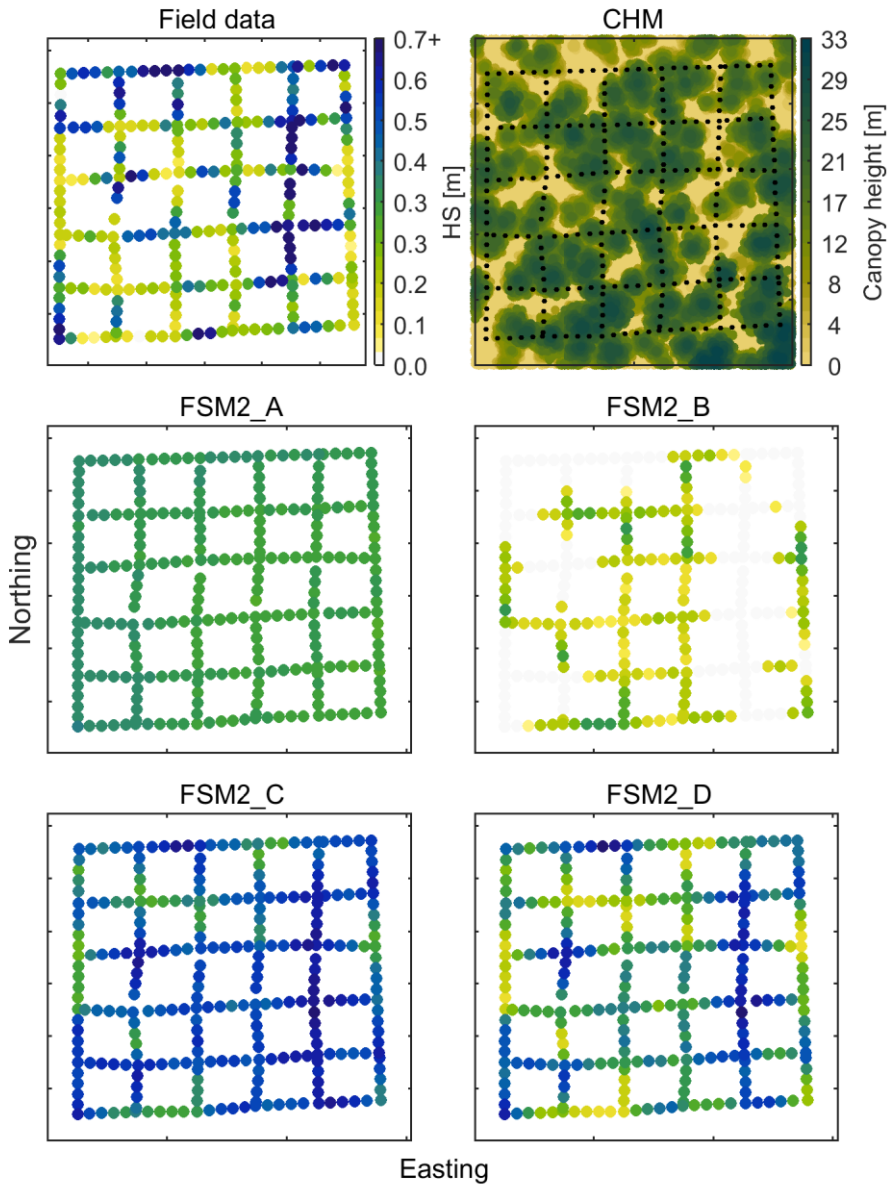 Field data
CHM
0.7+
0.6
0.5
0.4
0.3
0.3
0.2
0.1
0.0
HS [m]
33
29
25
21
17
12
8
4
0
Canopy height [m]
FSM2_A
FSM2_B
Northing
FSM2_C
FSM2_D
Easting